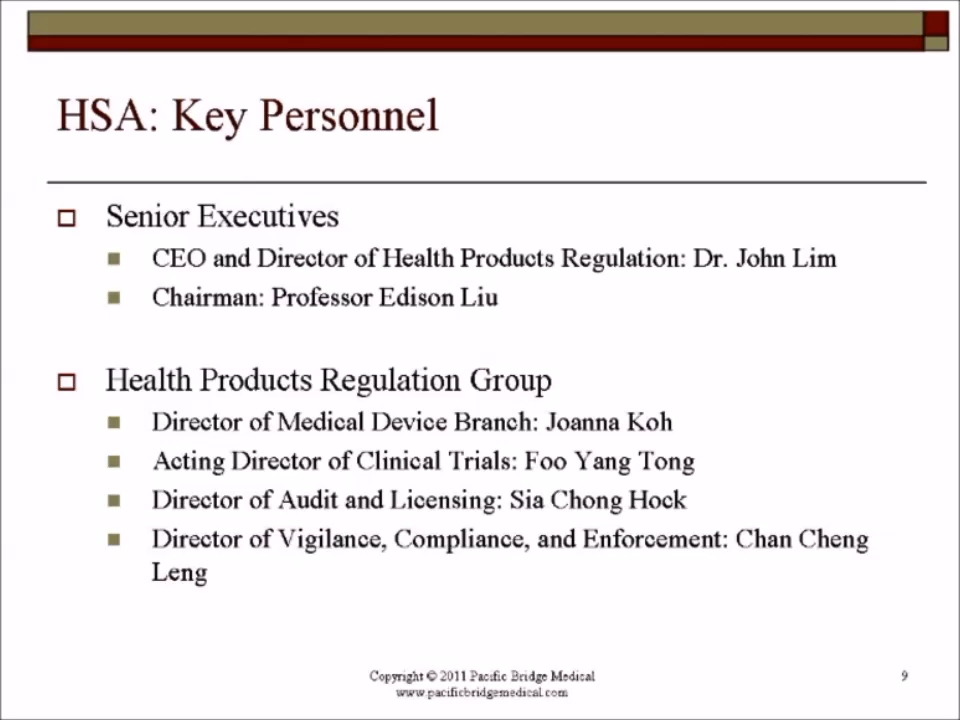 HSA: Key Personnel
Senior Executives
CEO and Director of Health Products Regulation: Dr. John Lim
Chairman: Professor Edison Liu
Health Products Regulation Group
Director of Medical Device Branch: Joanna Koh
Acting Director of Clinical Trials: Foo Yang Tong
Director of Audit and Licensing: Sia Chong Hock
Director of Vigilance, Compliance, and Enforcement: Chan Cheng
Leng
Copyright © 2011 Pacific Bridge Medical
www.pacificbridgemedical.com
9